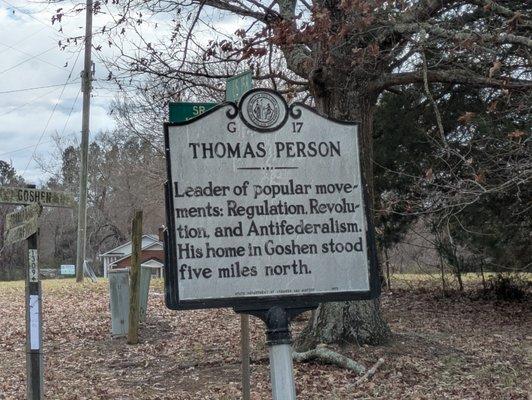 G 17
THOMAS PERSON
Leader of popular move-
ments: Regulation, Revolu-
tion, and Antifederalism.
His home in Goshen stood
five miles north.
SR
GOSHEN